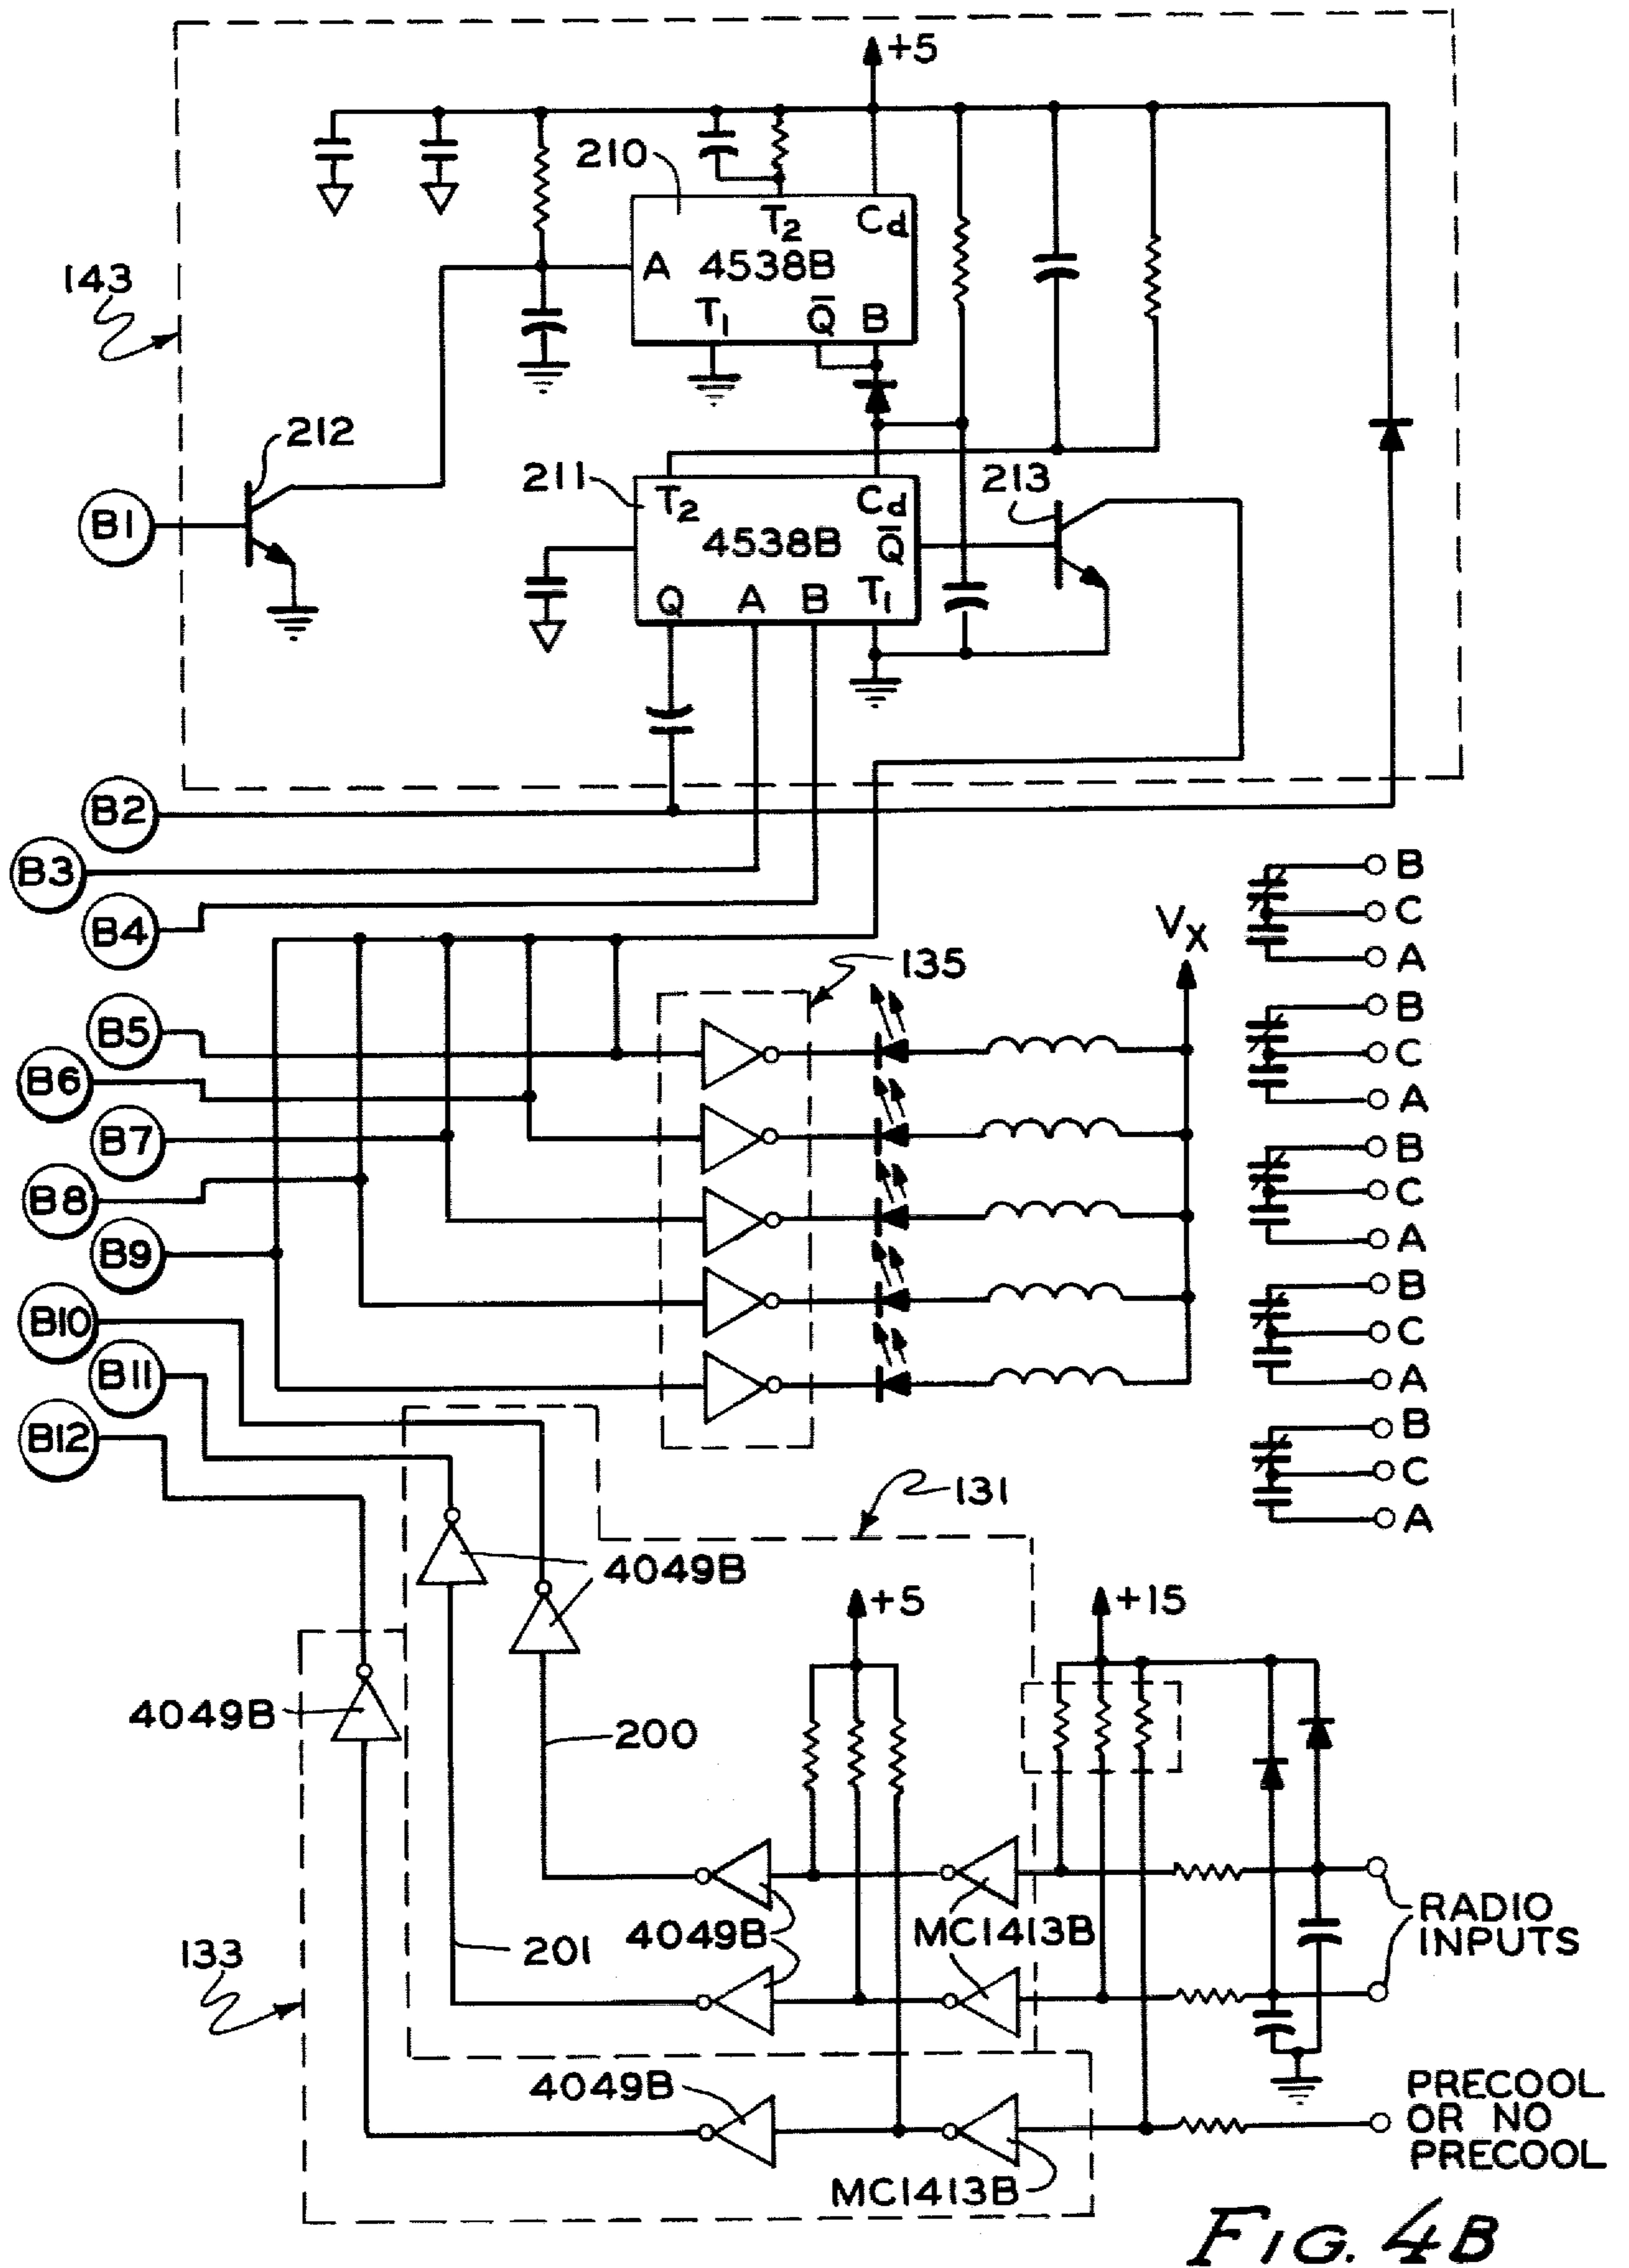 +5
210
T2 Cd
A 4538B
T1 Q̄ B
143
212
B1
211
213
T2 Cd
4538B Q̄
Q A B T1
B2
B3
B4
B
C
A
VX
135
B5
B
C
A
B6
B7
B
C
A
B8
B9
B
C
A
B10
B11
B12
B
C
A
131
4049B
+5
+15
4049B
200
RADIO
INPUTS
4049B
MC1413B
201
133
4049B
PRECOOL
OR NO
PRECOOL
MC1413B
FIG. 4B